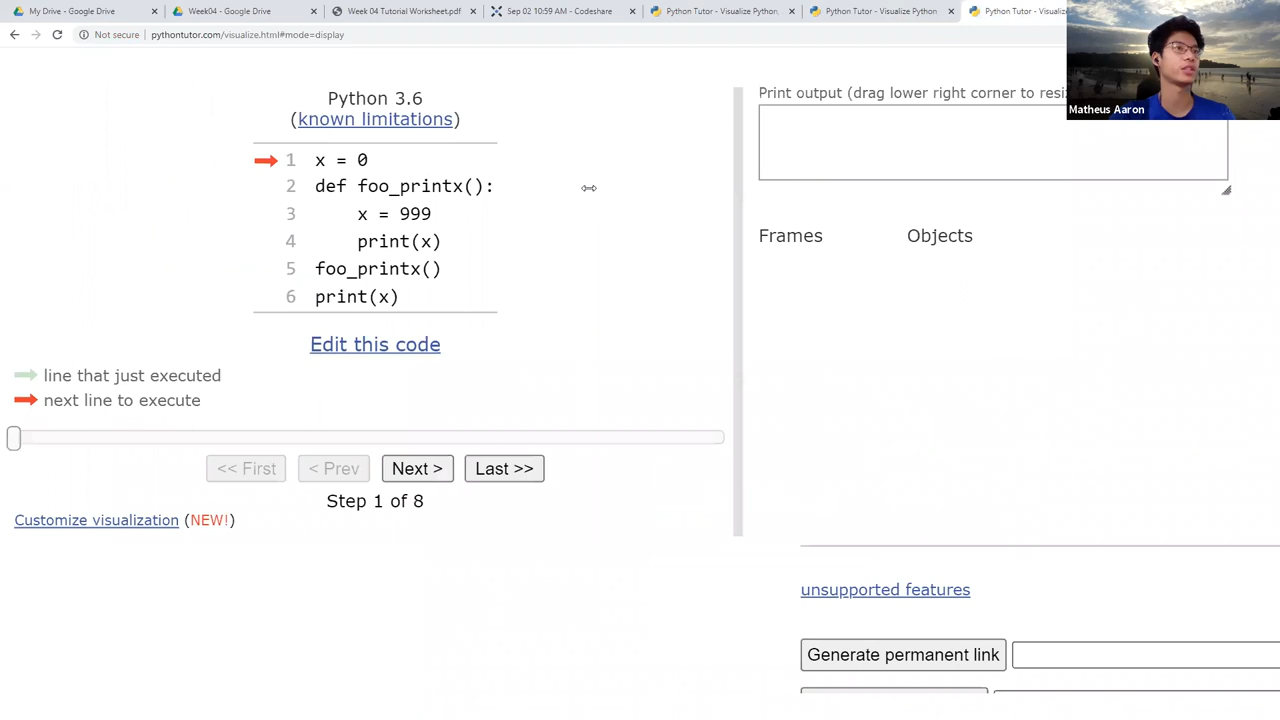 My Drive - Google Drive
Week04 - Google Drive
Week 04 Tutorial Worksheet.pdf
Sep 02 10:59 AM - Codeshare
Python Tutor - Visualize Python,
Python Tutor - Visualize Python
Python Tutor - Visualiz
Not secure | pythontutor.com/visualize.html#mode=display
Matheus Aaron
Python 3.6
(known limitations)
1 x = 0
2 def foo_printx():
3 x = 999
4 print(x)
5 foo_printx()
6 print(x)
Edit this code
line that just executed
next line to execute
<< First
< Prev
Next >
Last >>
Step 1 of 8
Customize visualization (NEW!)
Print output (drag lower right corner to resi
Frames
Objects
unsupported features
Generate permanent link